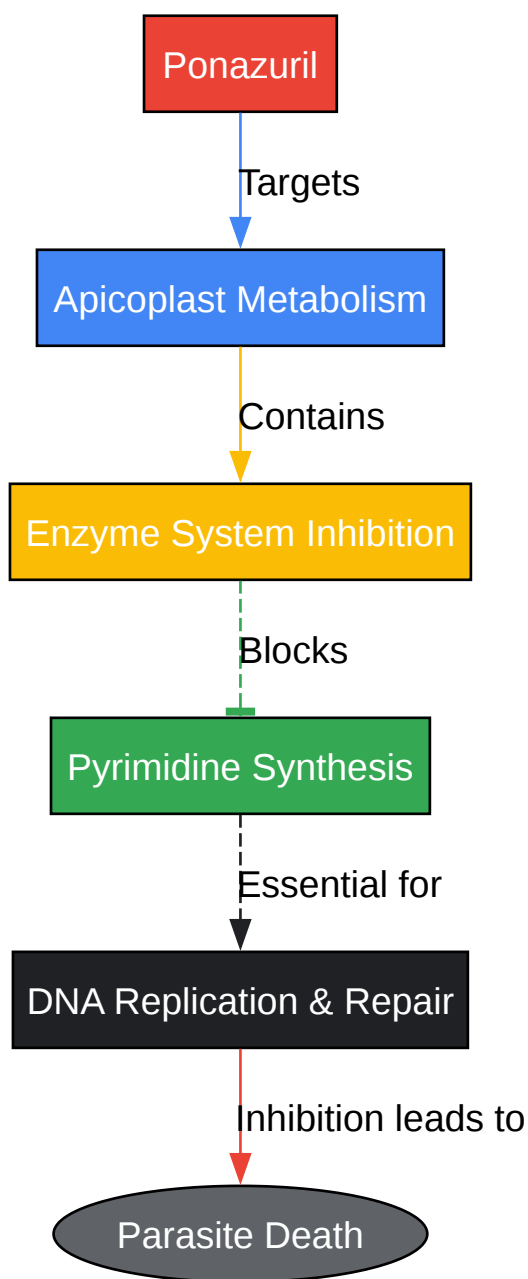 Ponazuril
Targets
Apicoplast Metabolism
Contains
Enzyme System Inhibition
Blocks
Pyrimidine Synthesis
Essential for
DNA Replication & Repair
Inhibition leads to
Parasite Death